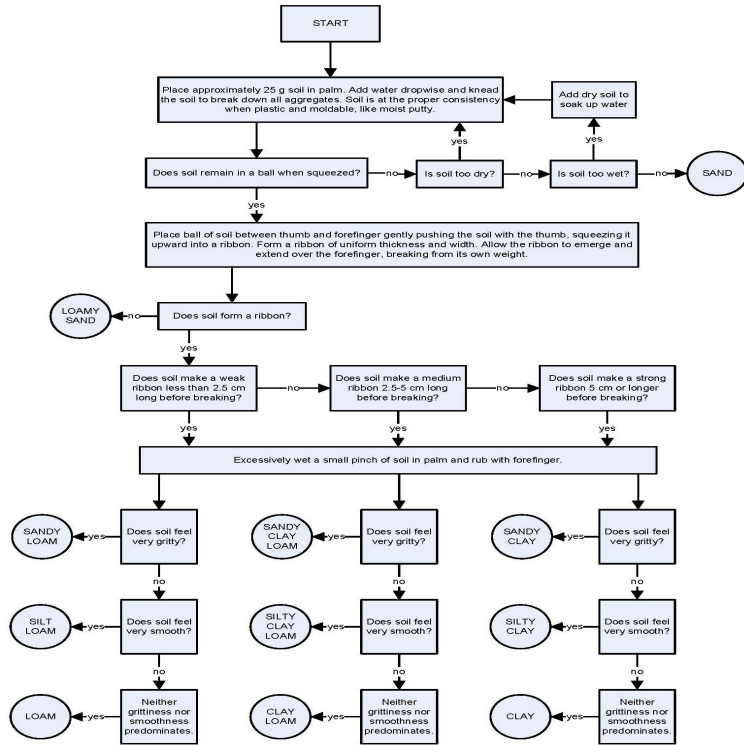 START
Place approximately 25 g soil in palm. Add water dropwise and knead
the soil to break down all aggregates. Soil is at the proper consistency
when plastic and moldable, like moist putty.
Add dry soil to
soak up water
yes
yes
Does soil remain in a ball when squeezed?
no
Is soil too dry?
no
Is soil too wet?
no
SAND
yes
Place ball of soil between thumb and forefinger gently pushing the soil with the thumb, squeezing it
upward into a ribbon. Form a ribbon of uniform thickness and width. Allow the ribbon to emerge and
extend over the forefinger, breaking from its own weight.
LOAMY
SAND
no
Does soil form a ribbon?
yes
Does soil make a weak
ribbon less than 2.5 cm
long before breaking?
no
Does soil make a medium
ribbon 2.5-5 cm long
before breaking?
no
Does soil make a strong
ribbon 5 cm or longer
before breaking?
yes
yes
yes
Excessively wet a small pinch of soil in palm and rub with forefinger.
SANDY
LOAM
yes
Does soil feel
very gritty?
SANDY
CLAY
LOAM
yes
Does soil feel
very gritty?
SANDY
CLAY
yes
Does soil feel
very gritty?
no
no
no
SILT
LOAM
yes
Does soil feel
very smooth?
SILTY
CLAY
LOAM
yes
Does soil feel
very smooth?
SILTY
CLAY
yes
Does soil feel
very smooth?
no
no
no
LOAM
yes
Neither
grittiness nor
smoothness
predominates.
CLAY
LOAM
yes
Neither
grittiness nor
smoothness
predominates.
CLAY
yes
Neither
grittiness nor
smoothness
predominates.